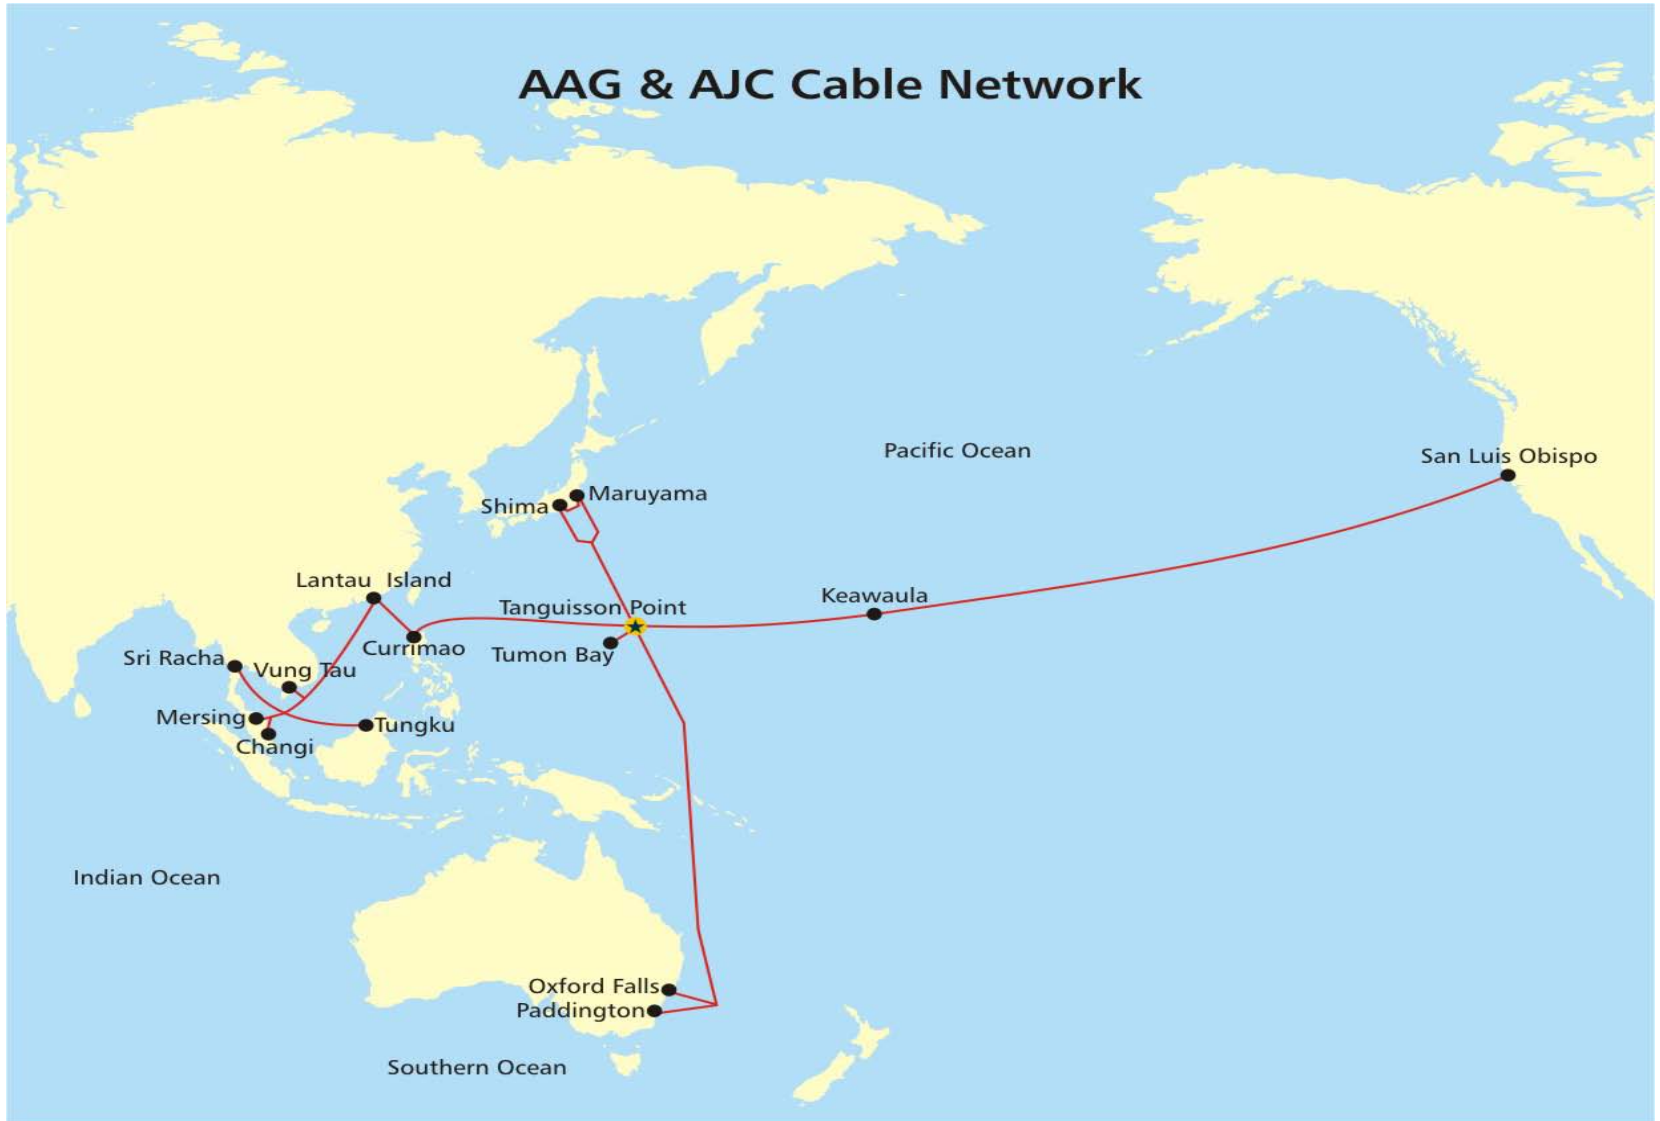 AAG & AJC Cable Network
Pacific Ocean
San Luis Obispo
Maruyama
Shima
Lantau Island
Keawaula
Tanguisson Point
Currimao
Tumon Bay
Sri Racha
Vung Tau
Mersing
Tungku
Changi
Indian Ocean
Oxford Falls
Paddington
Southern Ocean